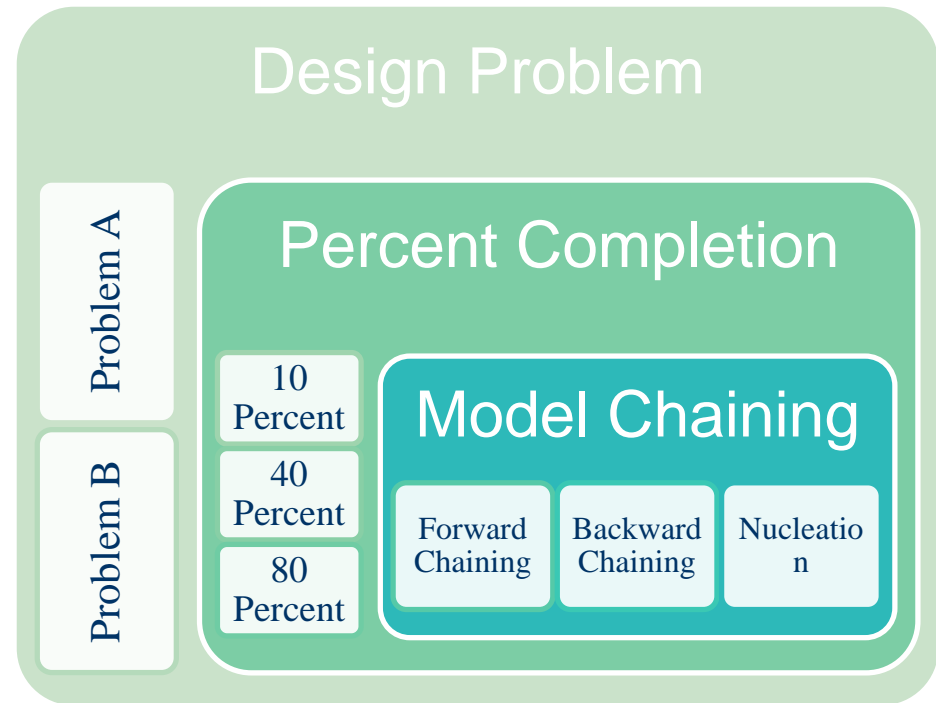 Design Problem
Problem A
Problem B
Percent Completion
10
Percent
40
Percent
80
Percent
Model Chaining
Forward
Chaining
Backward
Chaining
Nucleatio
n